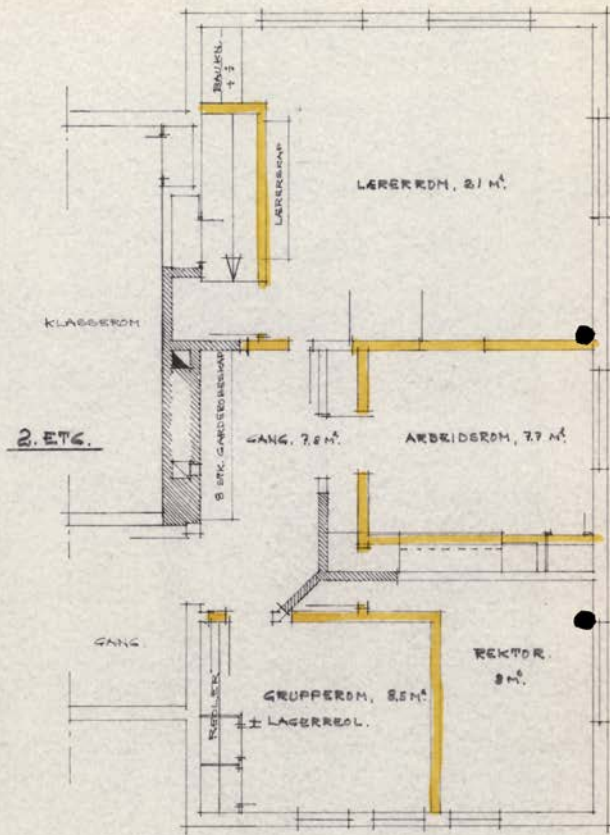 BALKN.
LÆRERSKAP
LÆRERROM, 21 M².
KLASSEROM
2. ETG.
8 STK. GARDEROBESKAP
GANG, 7.8 M².
ARBEIDSROM, 7.7 M².
GANG.
REOLER
GRUPPEROM, 8,5 M².
± LAGERREOL.
REKTOR.
9 M².